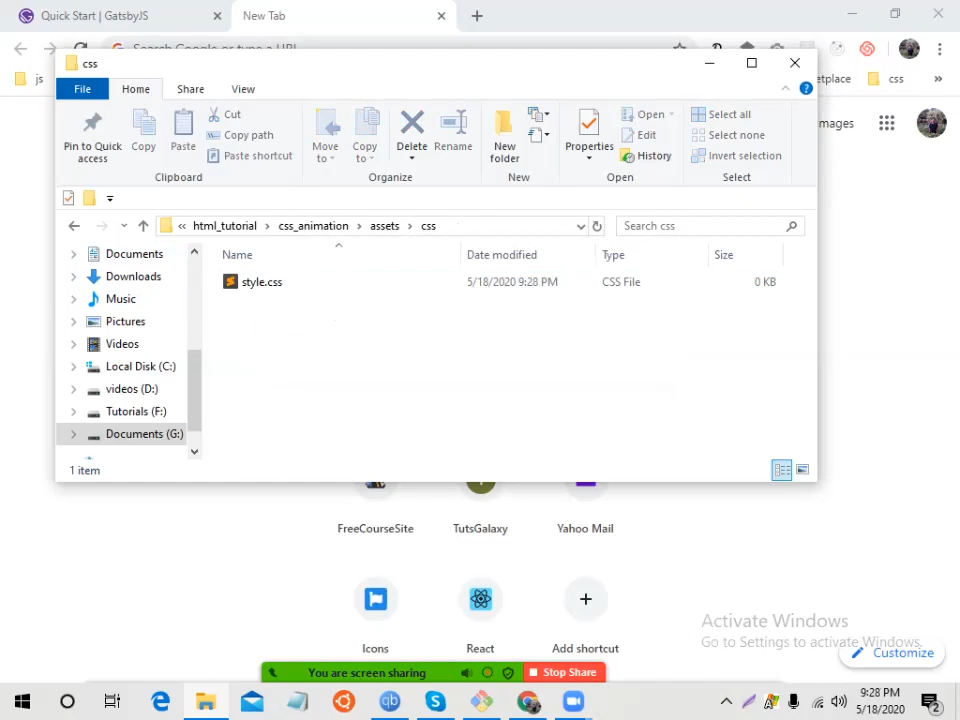 Quick Start | GatsbyJS
New Tab
js
etplace
css
»
css
File
Home
Share
View
Pin to Quick access
Copy
Paste
Cut
Copy path
Paste shortcut
Clipboard
Move to
Copy to
Delete
Rename
Organize
New folder
New
Properties
Open
Edit
History
Open
Select all
Select none
Invert selection
Select
mages
« html_tutorial > css_animation > assets > css
Search css
Name
Date modified
Type
Size
style.css
5/18/2020 9:28 PM
CSS File
0 KB
Documents
Downloads
Music
Pictures
Videos
Local Disk (C:)
videos (D:)
Tutorials (F:)
Documents (G:)
1 item
FreeCourseSite
TutsGalaxy
Yahoo Mail
Icons
React
Add shortcut
Activate Windows
Go to Settings to activate Windows.
Customize
You are screen sharing
Stop Share
qb
9:28 PM
5/18/2020
2